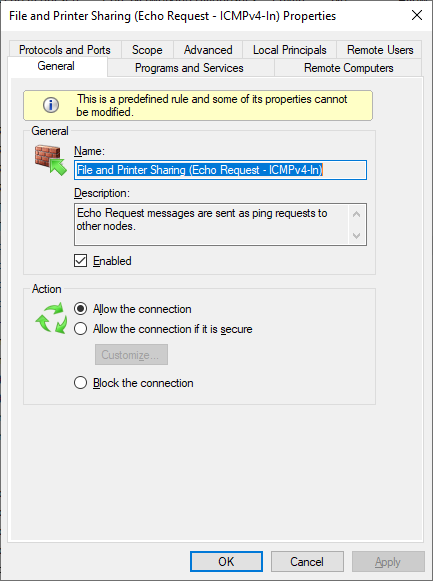 File and Printer Sharing (Echo Request - ICMPv4-In) Properties
Protocols and Ports
Scope
Advanced
Local Principals
Remote Users
General
Programs and Services
Remote Computers
This is a predefined rule and some of its properties cannot
be modified.
General
Name:
File and Printer Sharing (Echo Request - ICMPv4-In)
Description:
Echo Request messages are sent as ping requests to
other nodes.
Enabled
Action
Allow the connection
Allow the connection if it is secure
Customize...
Block the connection
OK
Cancel
Apply